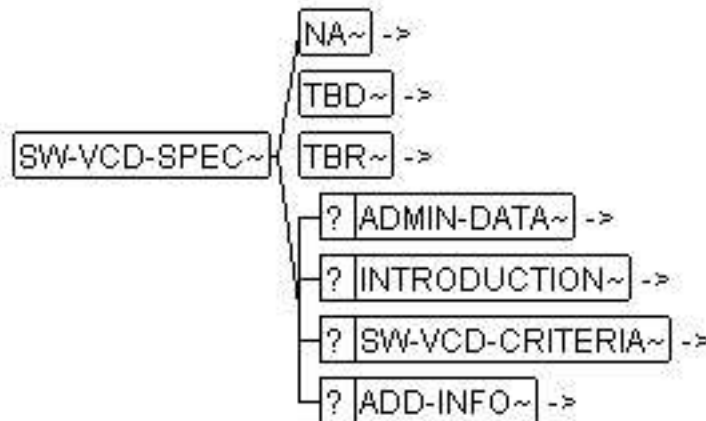 NA~ ->
TBD~ ->
SW-VCD-SPEC~ TBR~ ->
? ADMIN-DATA~ ->
? INTRODUCTION~ ->
? SW-VCD-CRITERIA~ ->
? ADD-INFO~ ->